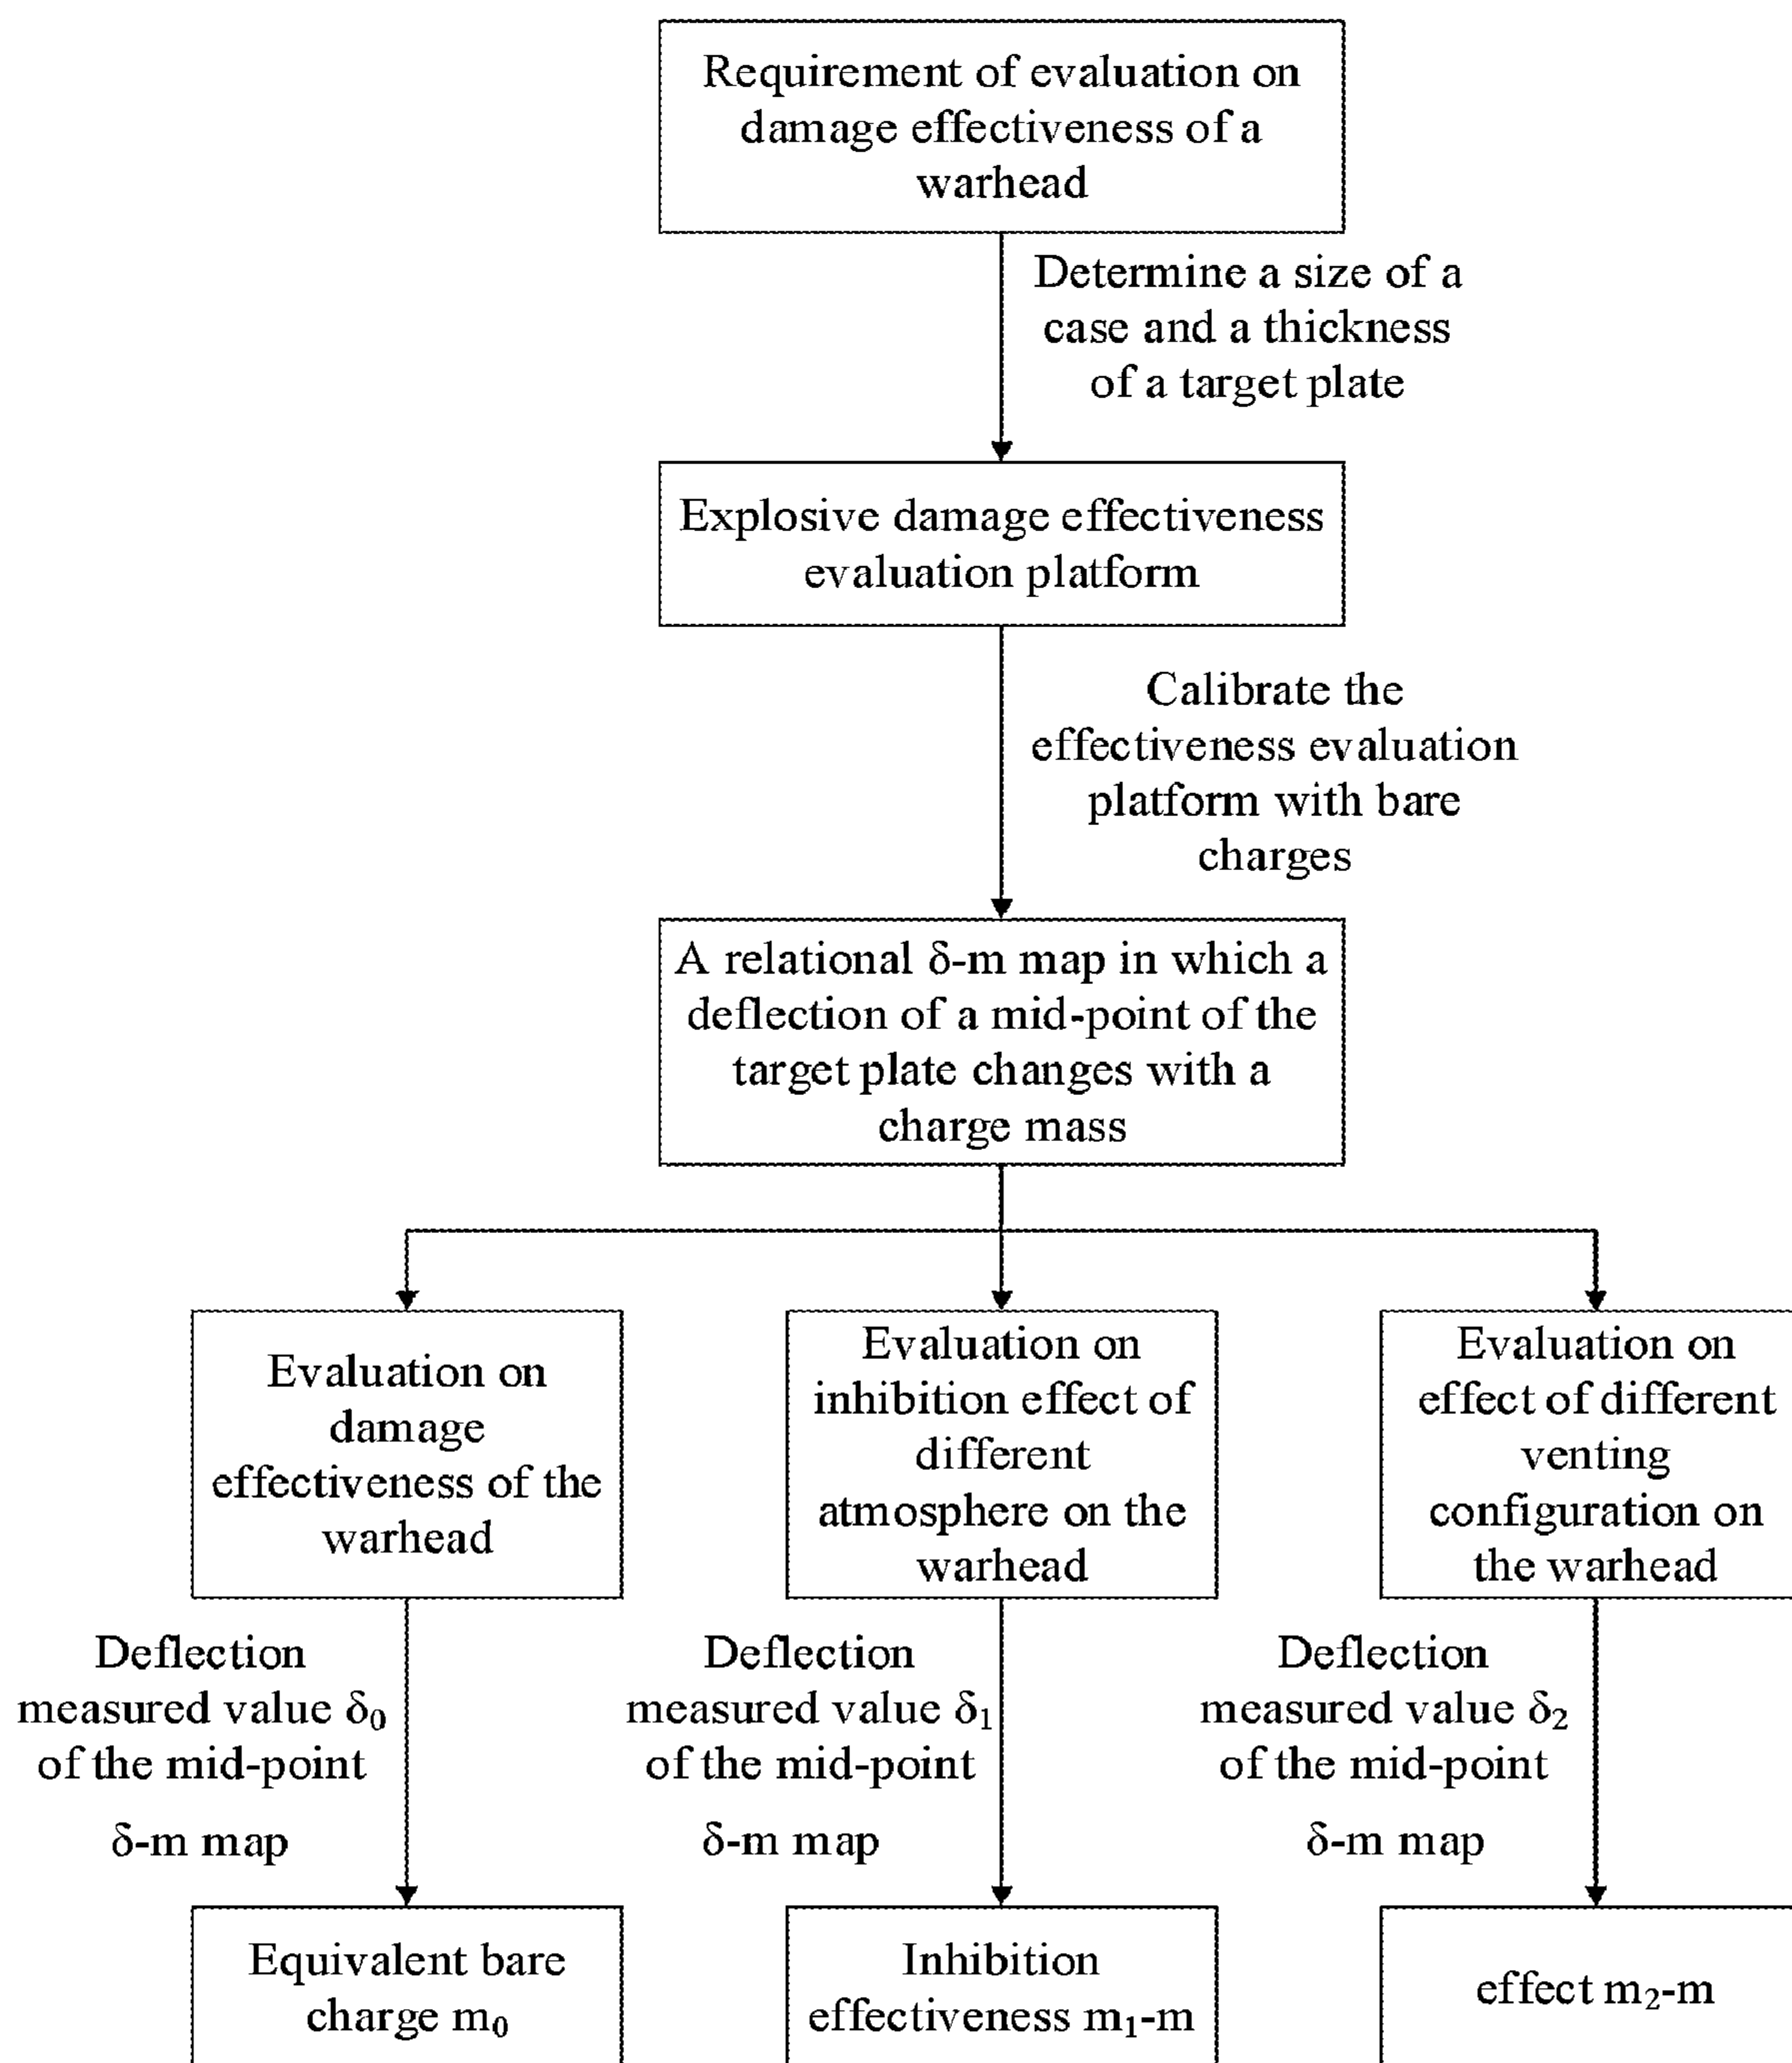 Requirement of evaluation on
damage effectiveness of a
warhead
Determine a size of a
case and a thickness
of a target plate
Explosive damage effectiveness
evaluation platform
Calibrate the
effectiveness evaluation
platform with bare
charges
A relational δ-m map in which a
deflection of a mid-point of the
target plate changes with a
charge mass
Evaluation on
damage
effectiveness of the
warhead
Evaluation on
inhibition effect of
different
atmosphere on the
warhead
Evaluation on
effect of different
venting
configuration on
the warhead
Deflection
measured value δ₀
of the mid-point
δ-m map
Deflection
measured value δ₁
of the mid-point
δ-m map
Deflection
measured value δ₂
of the mid-point
δ-m map
Equivalent bare
charge m₀
Inhibition
effectiveness m₁-m
effect m₂-m